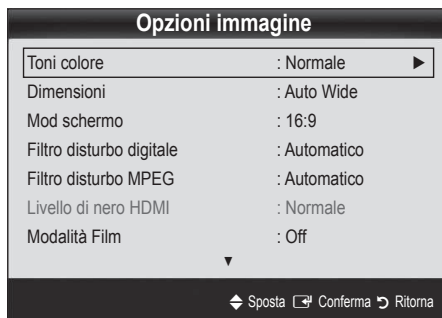 Opzioni immagine
Toni colore : Normale ►
Dimensioni : Auto Wide
Mod schermo : 16:9
Filtro disturbo digitale : Automatico
Filtro disturbo MPEG : Automatico
Livello di nero HDMI : Normale
Modalità Film : Off
▼
Sposta Conferma Ritorna